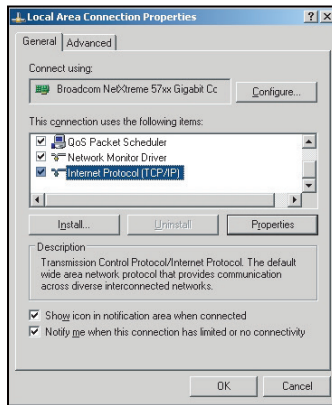 Local Area Connection Properties
General Advanced
Connect using:
Broadcom NetXtreme 57xx Gigabit Cc
Configure...
This connection uses the following items:
QoS Packet Scheduler
Network Monitor Driver
Internet Protocol (TCP/IP)
Install... Uninstall Properties
Description
Transmission Control Protocol/Internet Protocol. The default
wide area network protocol that provides communication
across diverse interconnected networks.
Show icon in notification area when connected
Notify me when this connection has limited or no connectivity
OK Cancel